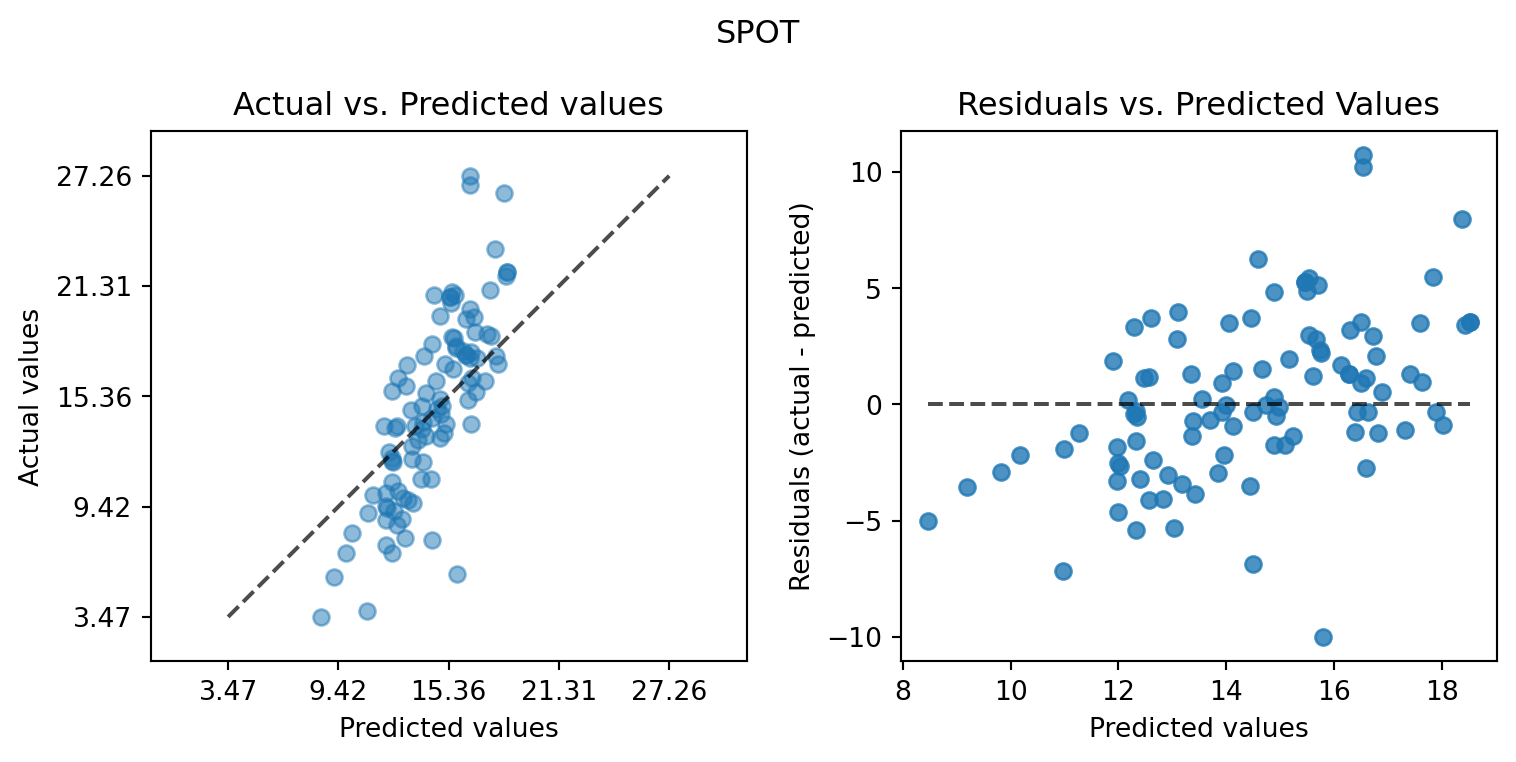 SPOT
Actual vs. Predicted values
27.26
21.31
15.36
9.42
3.47
Actual values
3.47 9.42 15.36 21.31 27.26
Predicted values
Residuals vs. Predicted Values
10
5
0
−5
−10
Residuals (actual - predicted)
8 10 12 14 16 18
Predicted values